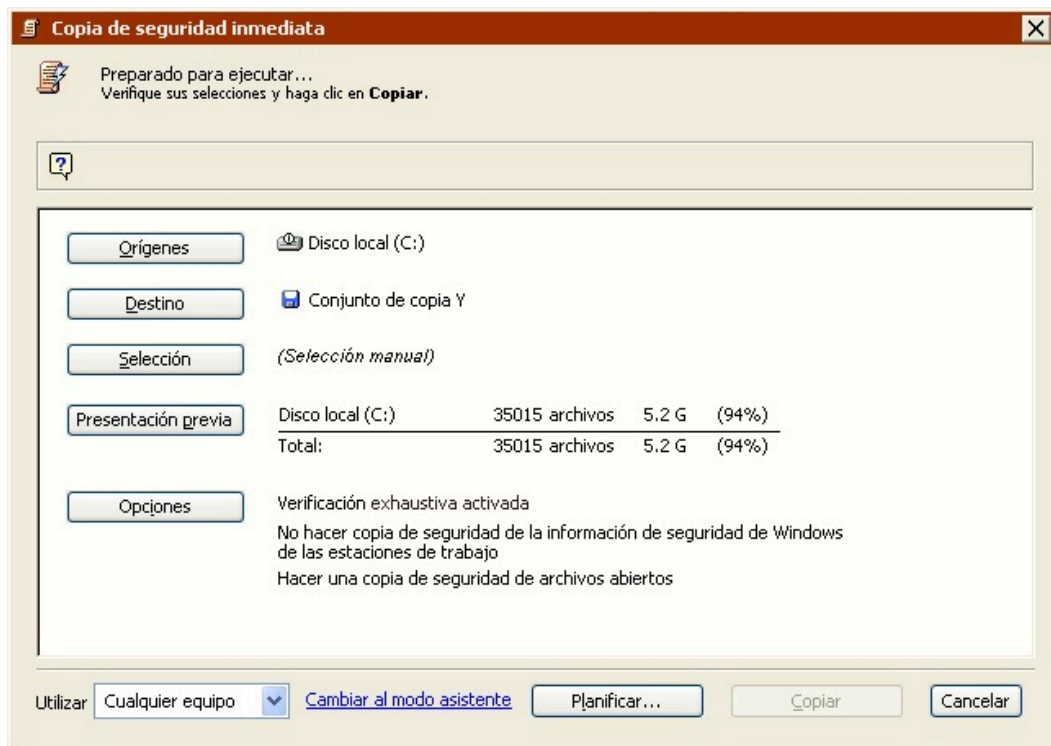 Copia de seguridad inmediata
Preparado para ejecutar...
Verifique sus selecciones y haga clic en Copiar.
Orígenes Disco local (C:)
Destino Conjunto de copia Y
Selección (Selección manual)
Presentación previa Disco local (C:) 35015 archivos 5.2 G (94%)
Total: 35015 archivos 5.2 G (94%)
Opciones Verificación exhaustiva activada
No hacer copia de seguridad de la información de seguridad de Windows
de las estaciones de trabajo
Hacer una copia de seguridad de archivos abiertos
Utilizar Cualquier equipo Cambiar al modo asistente Planificar... Copiar Cancelar